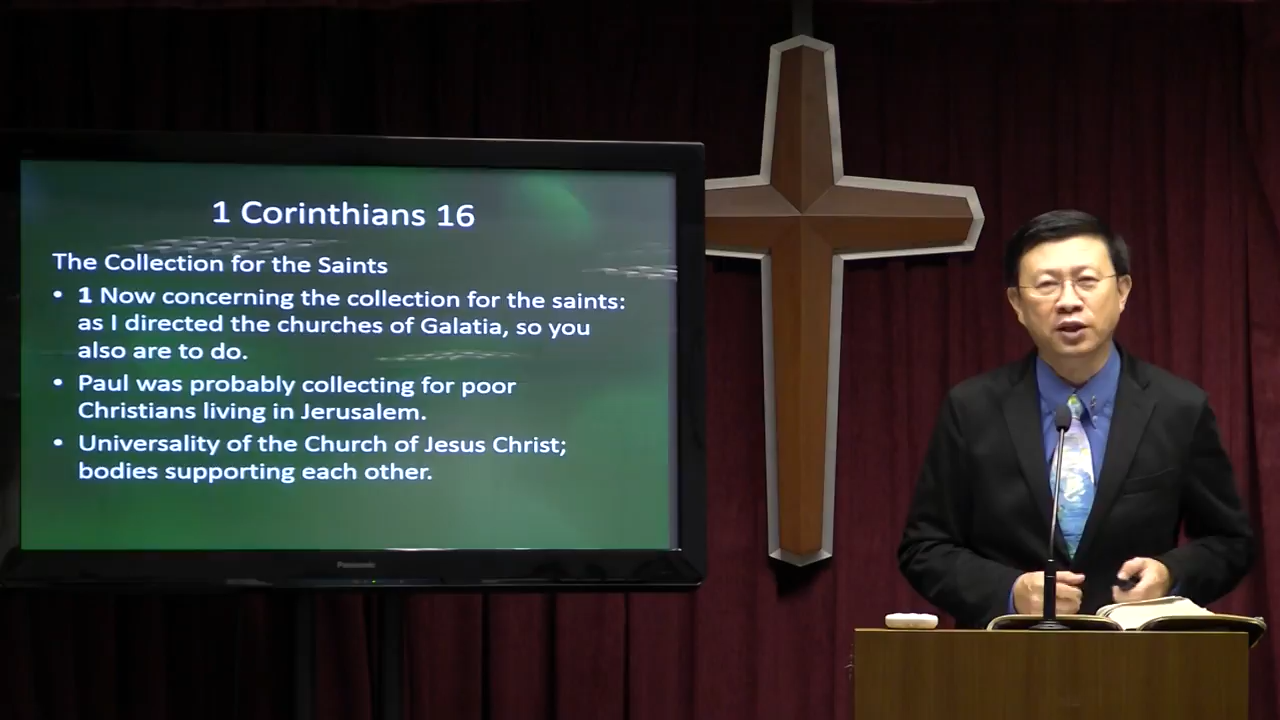 1 Corinthians 16
The Collection for the Saints
• 1 Now concerning the collection for the saints:
as I directed the churches of Galatia, so you
also are to do.
• Paul was probably collecting for poor
Christians living in Jerusalem.
• Universality of the Church of Jesus Christ;
bodies supporting each other.
Panasonic